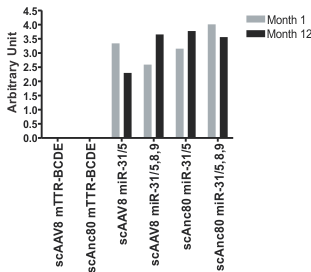 4.5
4.0
3.5
3.0
2.5
2.0
1.5
1.0
0.5
0.0
Arbitrary Unit
Month 1
Month 12
scAAV8 mTTR-BCDE
scAnc80 mTTR-BCDE
scAAV8 miR-31/5
scAAV8 miR-31/5,8,9
scAnc80 miR-31/5
scAnc80 miR-31/5,8,9